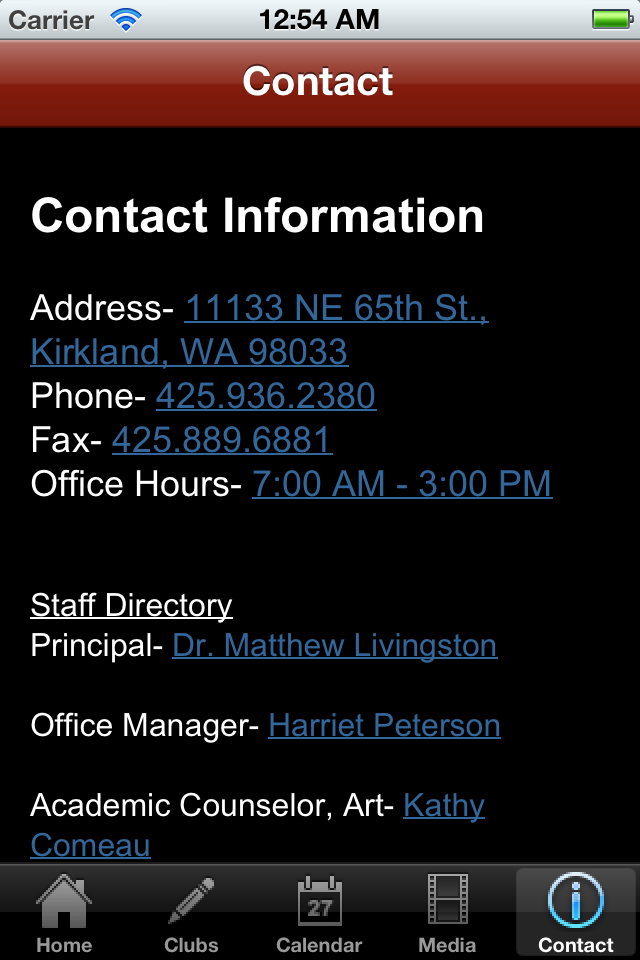 Carrier 12:54 AM
Contact
Contact Information
Address- 11133 NE 65th St.,
Kirkland, WA 98033
Phone- 425.936.2380
Fax- 425.889.6881
Office Hours- 7:00 AM - 3:00 PM
Staff Directory
Principal- Dr. Matthew Livingston
Office Manager- Harriet Peterson
Academic Counselor, Art- Kathy
Comeau
27
Home Clubs Calendar Media Contact